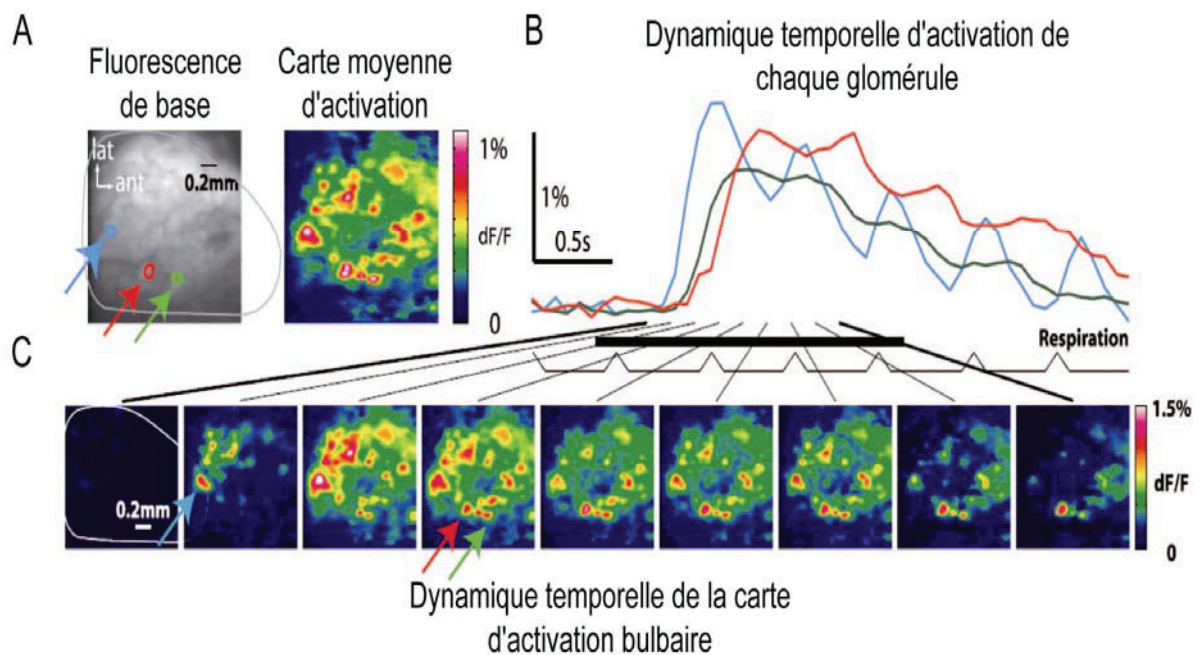 A
Fluorescence
de base
lat
ant
0.2mm
Carte moyenne
d'activation
1%
dF/F
0
B
Dynamique temporelle d'activation de
chaque glomérule
1%
0.5s
Respiration
C
0.2mm
1.5%
dF/F
0
Dynamique temporelle de la carte
d'activation bulbaire